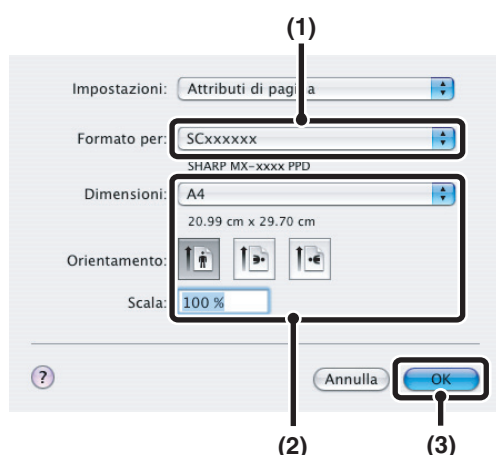 (1)
Impostazioni: Attributi di pagina
Formato per: SCxxxxxx
SHARP MX-xxxx PPD
Dimensioni: A4
20.99 cm x 29.70 cm
Orientamento:
Scala: 100 %
? Annulla OK
(2) (3)